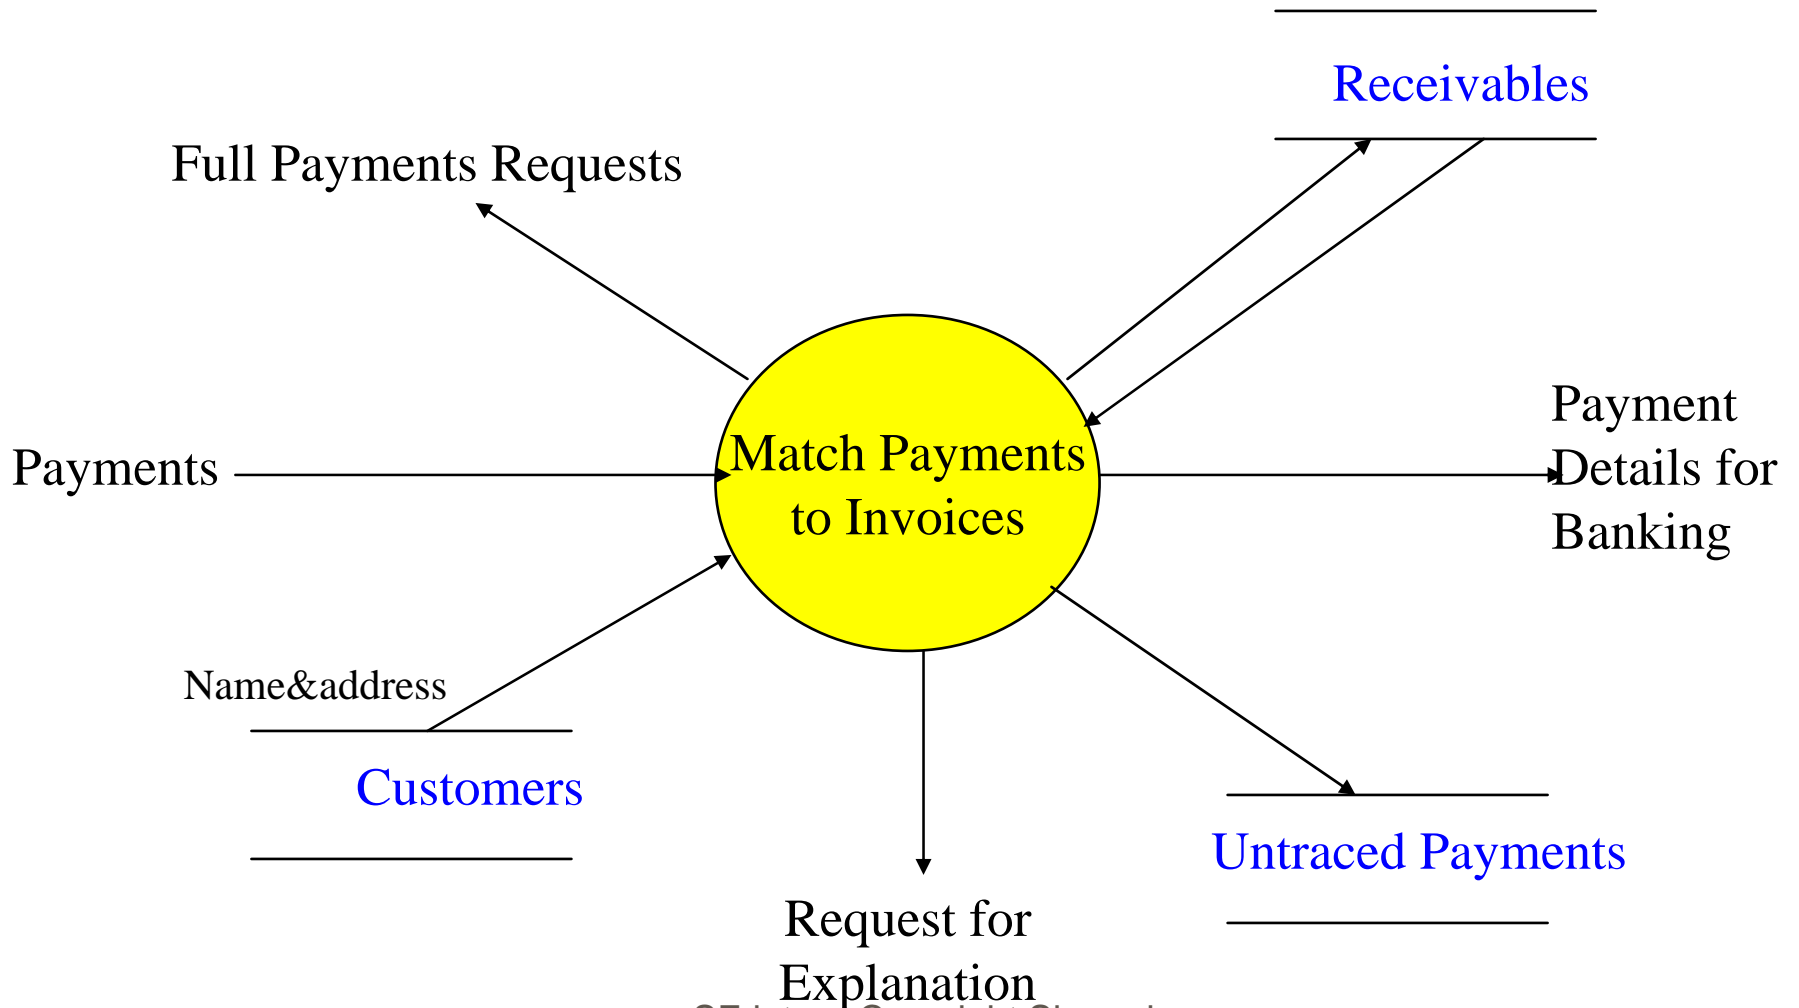 Receivables
Full Payments Requests
Payment
Details for
Banking
Payments
Match Payments
to Invoices
Name&address
Customers
Untraced Payments
Request for
Explanation